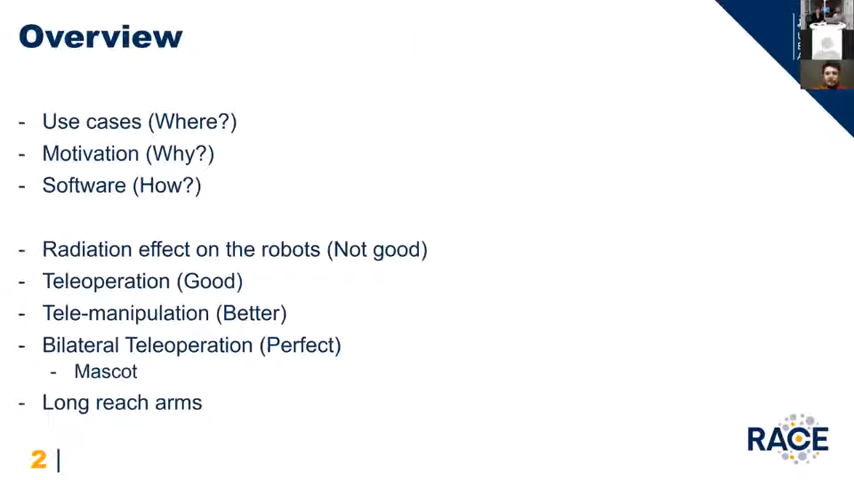 Overview
- Use cases (Where?)
- Motivation (Why?)
- Software (How?)
- Radiation effect on the robots (Not good)
- Teleoperation (Good)
- Tele-manipulation (Better)
- Bilateral Teleoperation (Perfect)
- Mascot
- Long reach arms
RACE
2 |